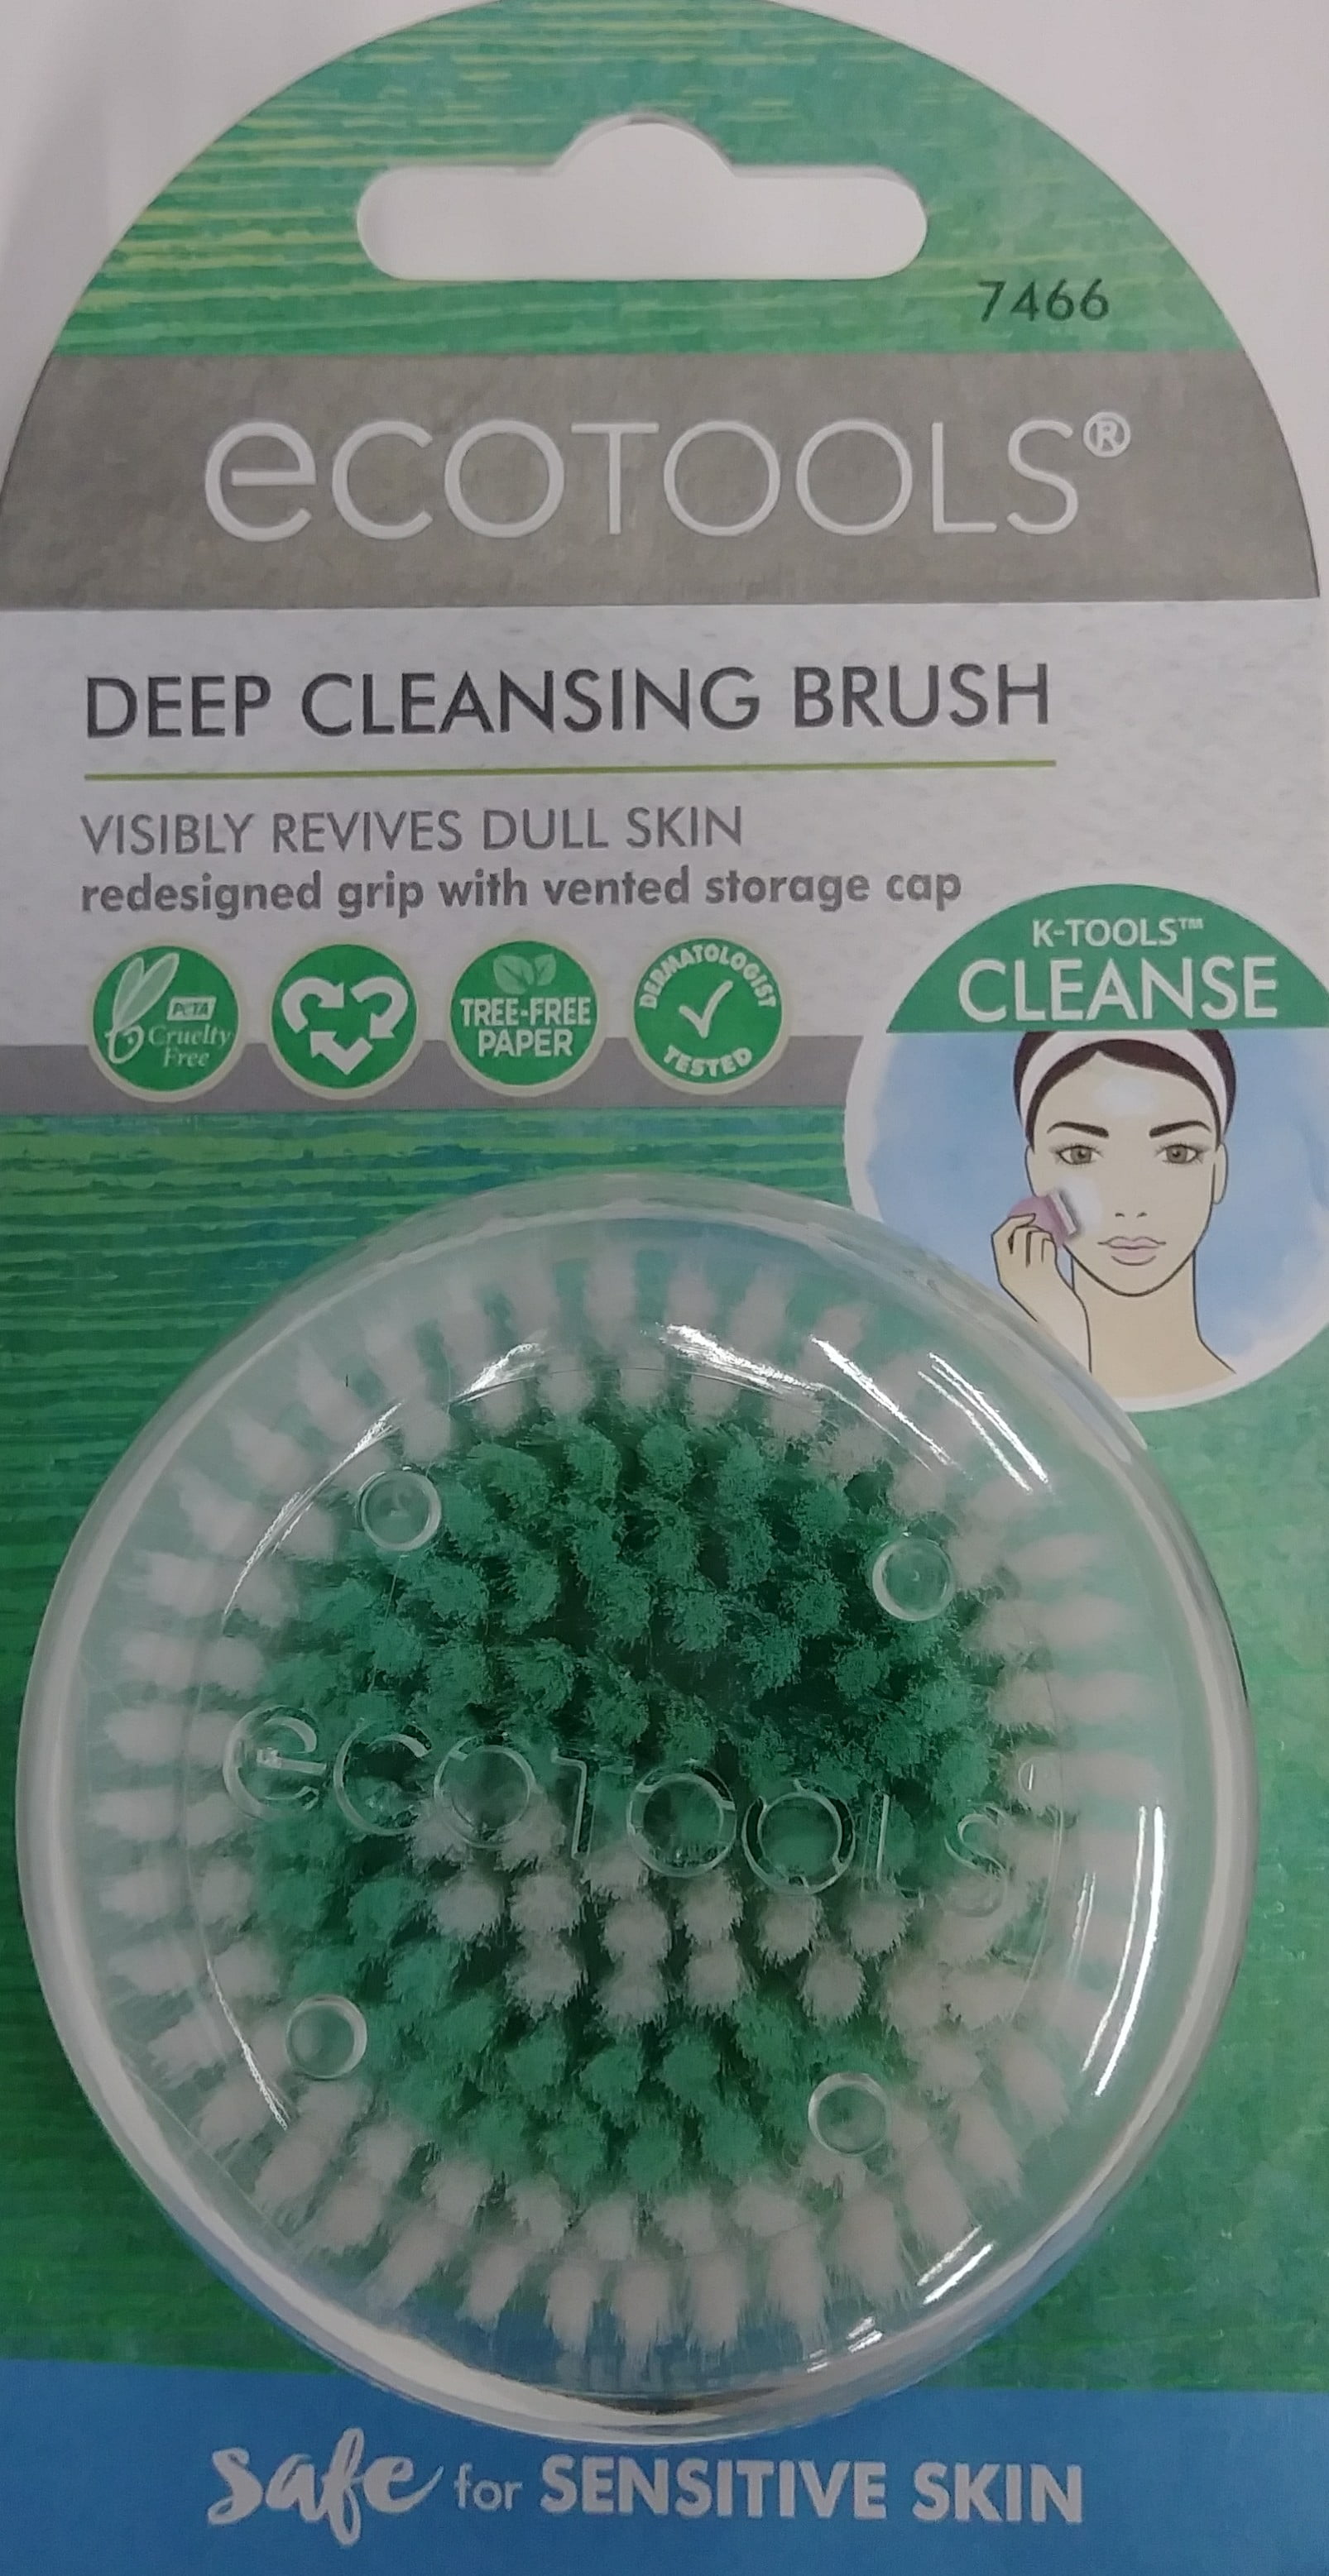 7466
ecoTOOLS®
DEEP CLEANSING BRUSH
VISIBLY REVIVES DULL SKIN
redesigned grip with vented storage cap
PETA
Cruelty
Free
TREE-FREE
PAPER
DERMATOLOGIST
TESTED
K-TOOLS™
CLEANSE
ecoTOOLS
safe for SENSITIVE SKIN